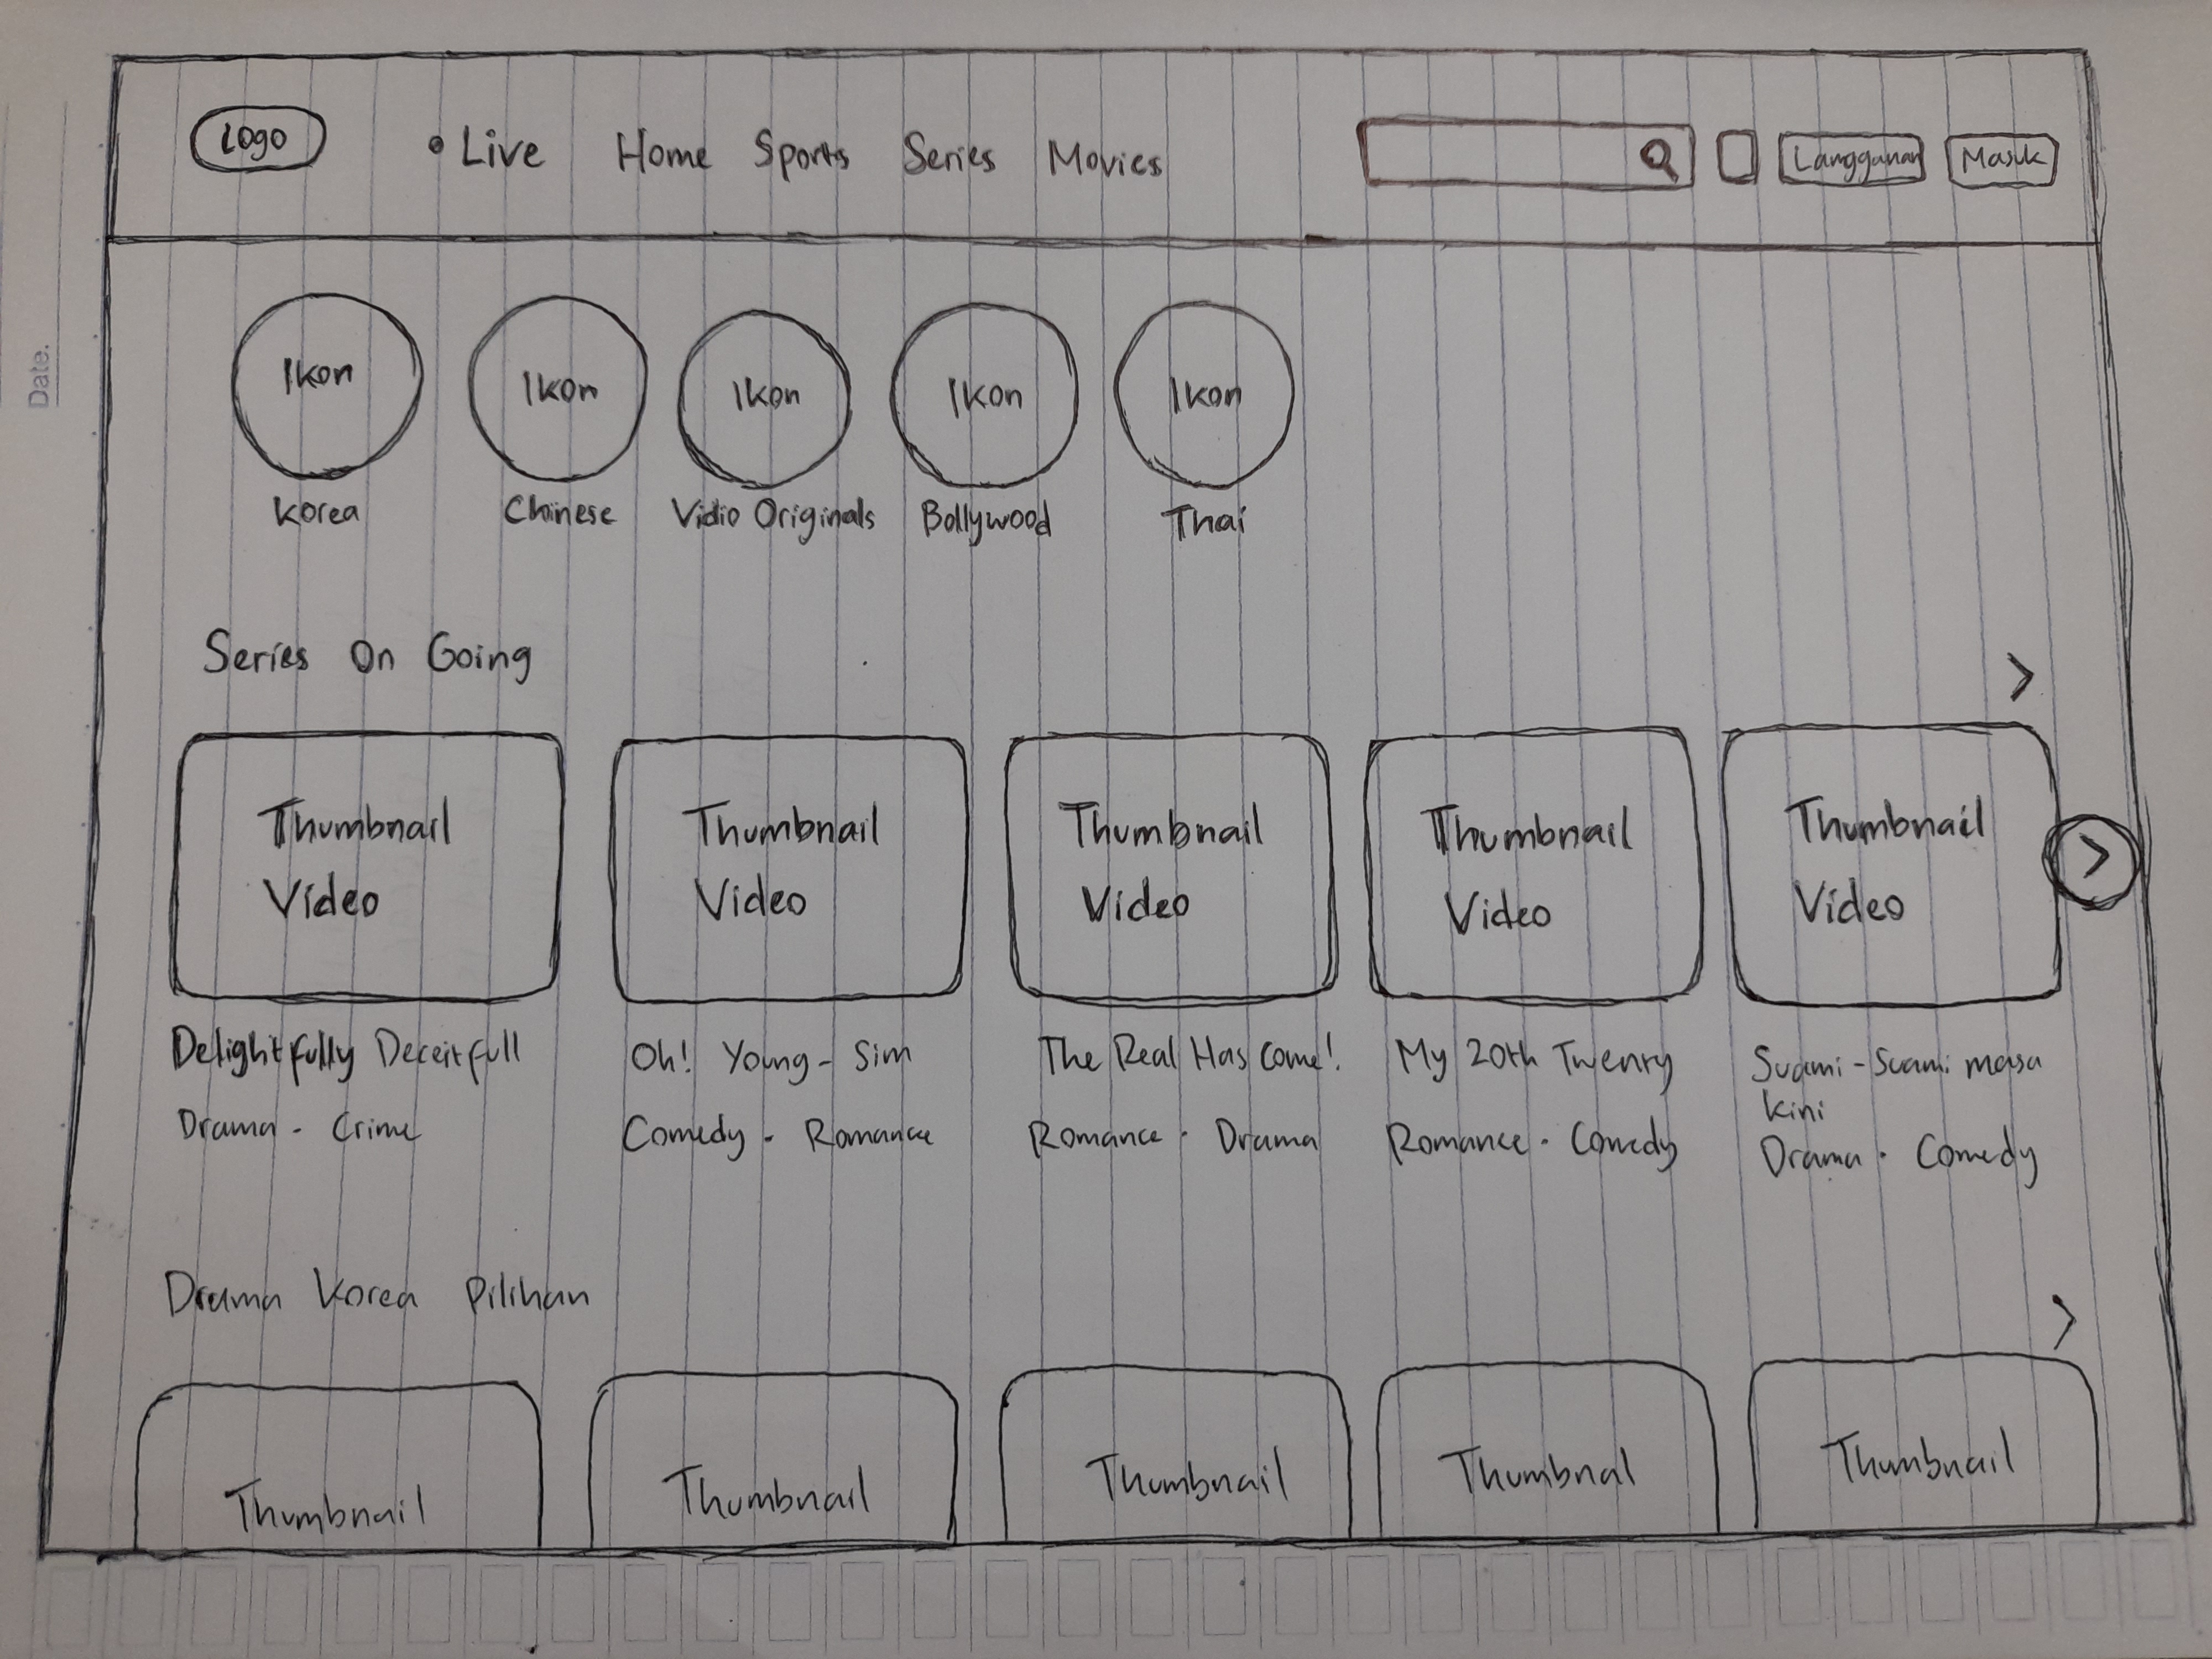 Date.
Logo
• Live Home Sports Series Movies
Langganan Masuk
Ikon Ikon Ikon Ikon Ikon
Korea Chinese Vidio Originals Bollywood Thai
Series On Going >
Thumbnail Thumbnail Thumbnail Thumbnail Thumbnail
Video Video Video Video Video
>
Delightfully Deceitfull Oh! Young - Sim The Real Has Come! My 20th Twenty Suami - Suami masa
kini
Drama - Crime Comedy - Romance Romance · Drama Romance · Comedy Drama · Comedy
Drama Korea Pilihan >
Thumbnail Thumbnail Thumbnail Thumbnal Thumbnail